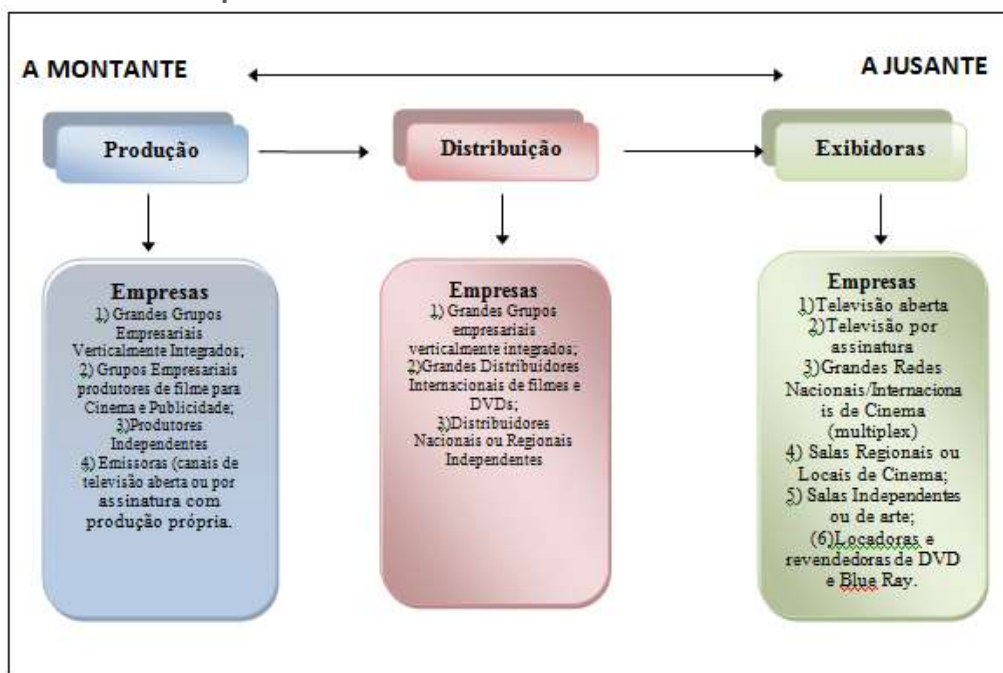 A MONTANTE
A JUSANTE
Produção
Distribuição
Exibidoras
Empresas
1) Grandes Grupos
Empresariais
Verticalmente Integrados;
2) Grupos Empresariais
produtores de filme para
Cinema e Publicidade;
3)Produtores
Independentes
4) Emissoras (canais de
televisão aberta ou por
assinatura com
produção própria.
Empresas
1) Grandes Grupos
empresariais
verticalmente integrados;
2)Grandes Distribuidores
Internacionais de filmes e
DVDs;
3)Distribuidores
Nacionais ou Regionais
Independentes
Empresas
1)Televisão aberta
2)Televisão por
assinatura
3)Grandes Redes
Nacionais/Internaciona
is de Cinema
(multiplex)
4) Salas Regionais ou
Locais de Cinema;
5) Salas Independentes
ou de arte;
(6)Locadoras e
revendedoras de DVD
e Blue Ray.